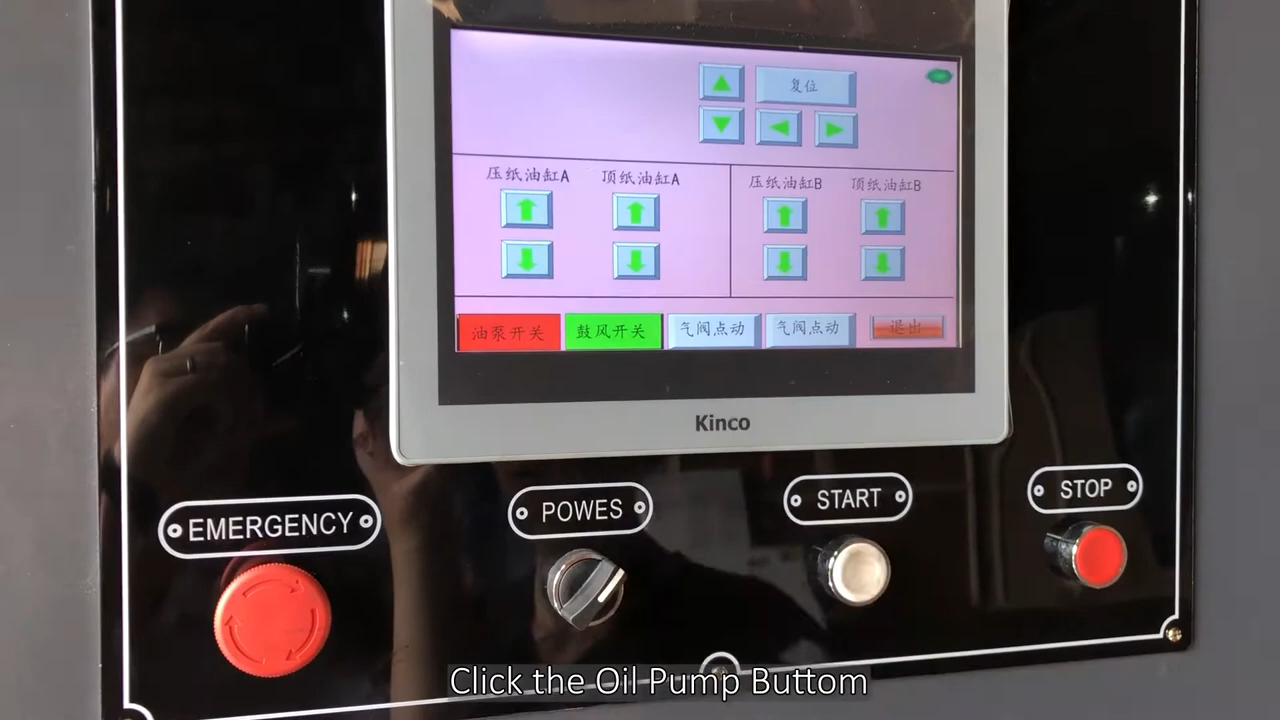 复位
压纸油缸A
顶纸油缸A
压纸油缸B
顶纸油缸B
油泵开关
鼓风开关
气阀点动
气阀点动
退出
Kinco
EMERGENCY
POWES
START
STOP
Click the Oil Pump Buttom